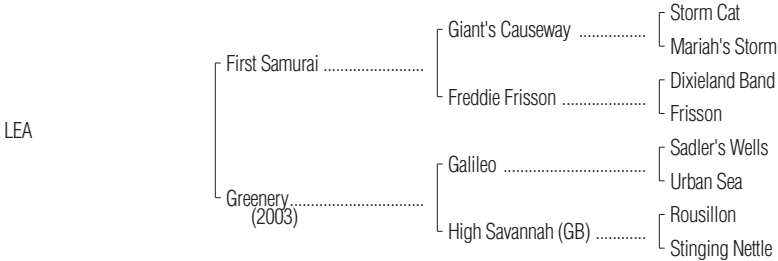 Storm Cat
Giant's Causeway ................
Mariah's Storm
First Samurai ........................
Dixieland Band
Freddie Frisson ....................
Frisson
LEA
Sadler's Wells
Galileo ..................................
Urban Sea
Greenery................................
(2003)
Rousillon
High Savannah (GB) ............
Stinging Nettle